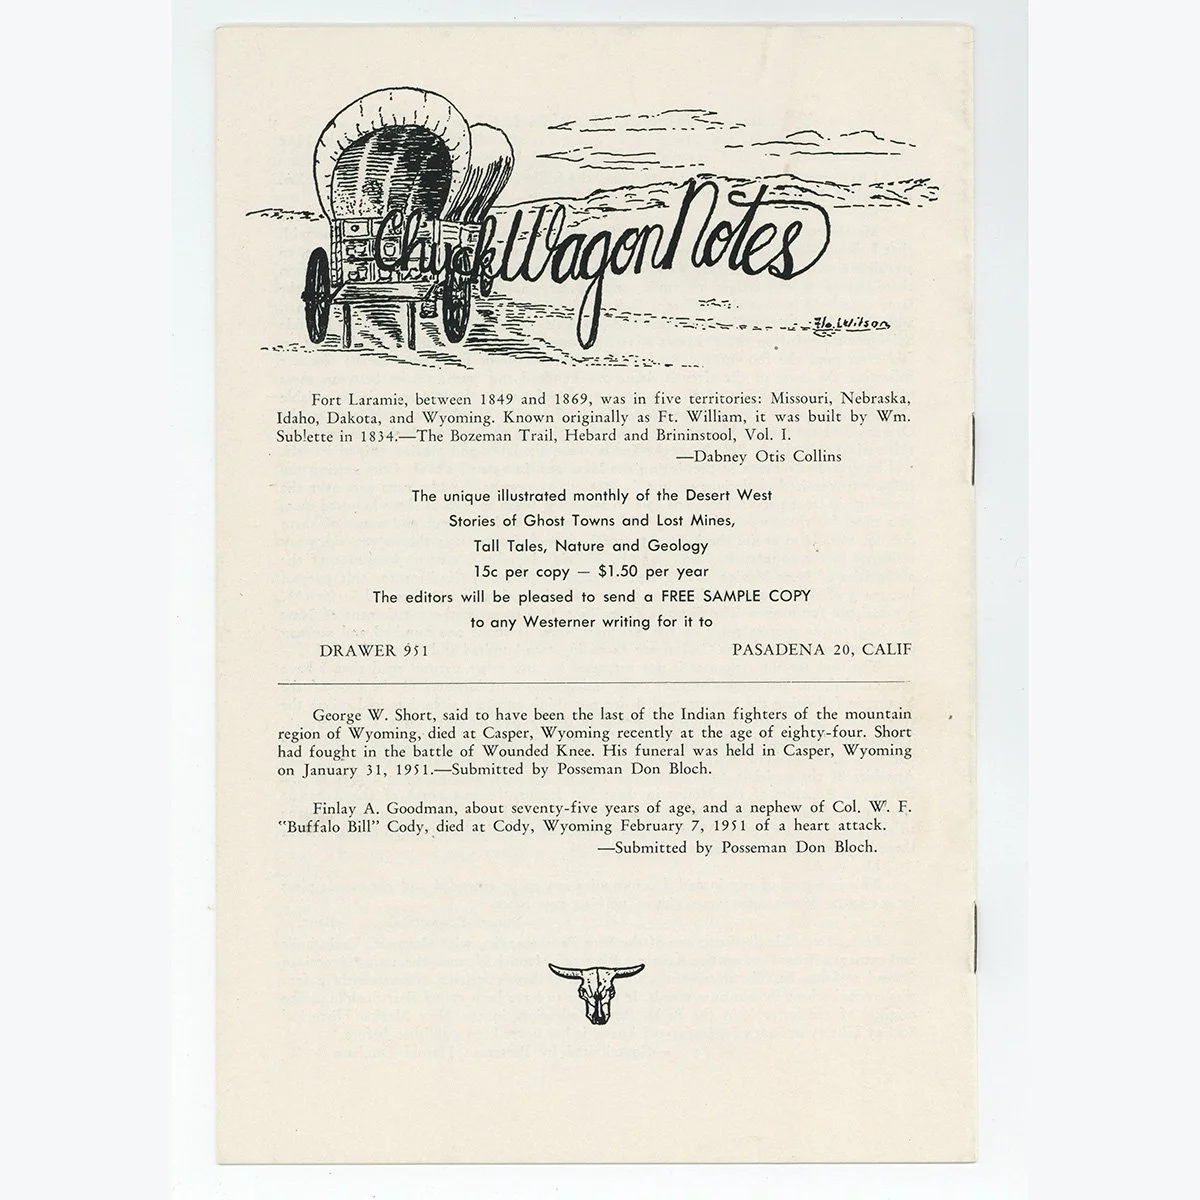 Chuck Wagon Notes
Flo. Wilson
Fort Laramie, between 1849 and 1869, was in five territories: Missouri, Nebraska,
Idaho, Dakota, and Wyoming. Known originally as Ft. William, it was built by Wm.
Sublette in 1834.—The Bozeman Trail, Hebard and Brininstool, Vol. I.
—Dabney Otis Collins
The unique illustrated monthly of the Desert West
Stories of Ghost Towns and Lost Mines,
Tall Tales, Nature and Geology
15c per copy — $1.50 per year
The editors will be pleased to send a FREE SAMPLE COPY
to any Westerner writing for it to
DRAWER 951 PASADENA 20, CALIF
George W. Short, said to have been the last of the Indian fighters of the mountain
region of Wyoming, died at Casper, Wyoming recently at the age of eighty-four. Short
had fought in the battle of Wounded Knee. His funeral was held in Casper, Wyoming
on January 31, 1951.—Submitted by Posseman Don Bloch.
Finlay A. Goodman, about seventy-five years of age, and a nephew of Col. W. F.
"Buffalo Bill" Cody, died at Cody, Wyoming February 7, 1951 of a heart attack.
—Submitted by Posseman Don Bloch.